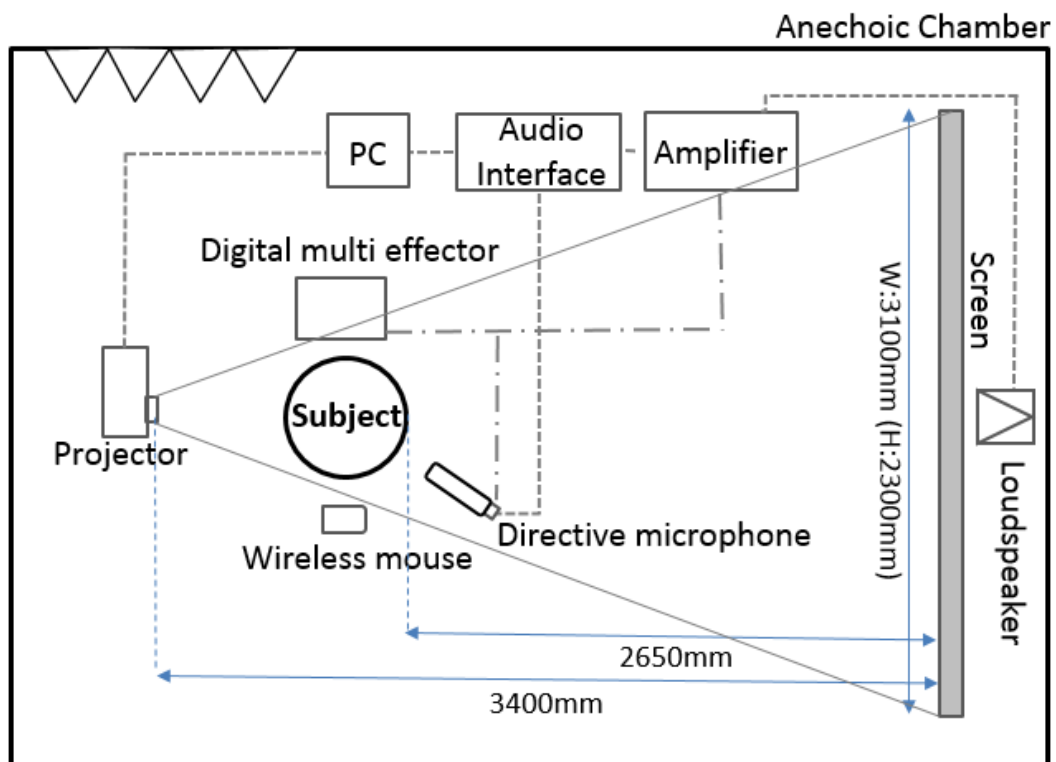 Anechoic Chamber
PC
Audio
Interface
Amplifier
Digital multi effector
Screen
W:3100mm (H:2300mm)
Subject
Projector
Loudspeaker
Directive microphone
Wireless mouse
2650mm
3400mm